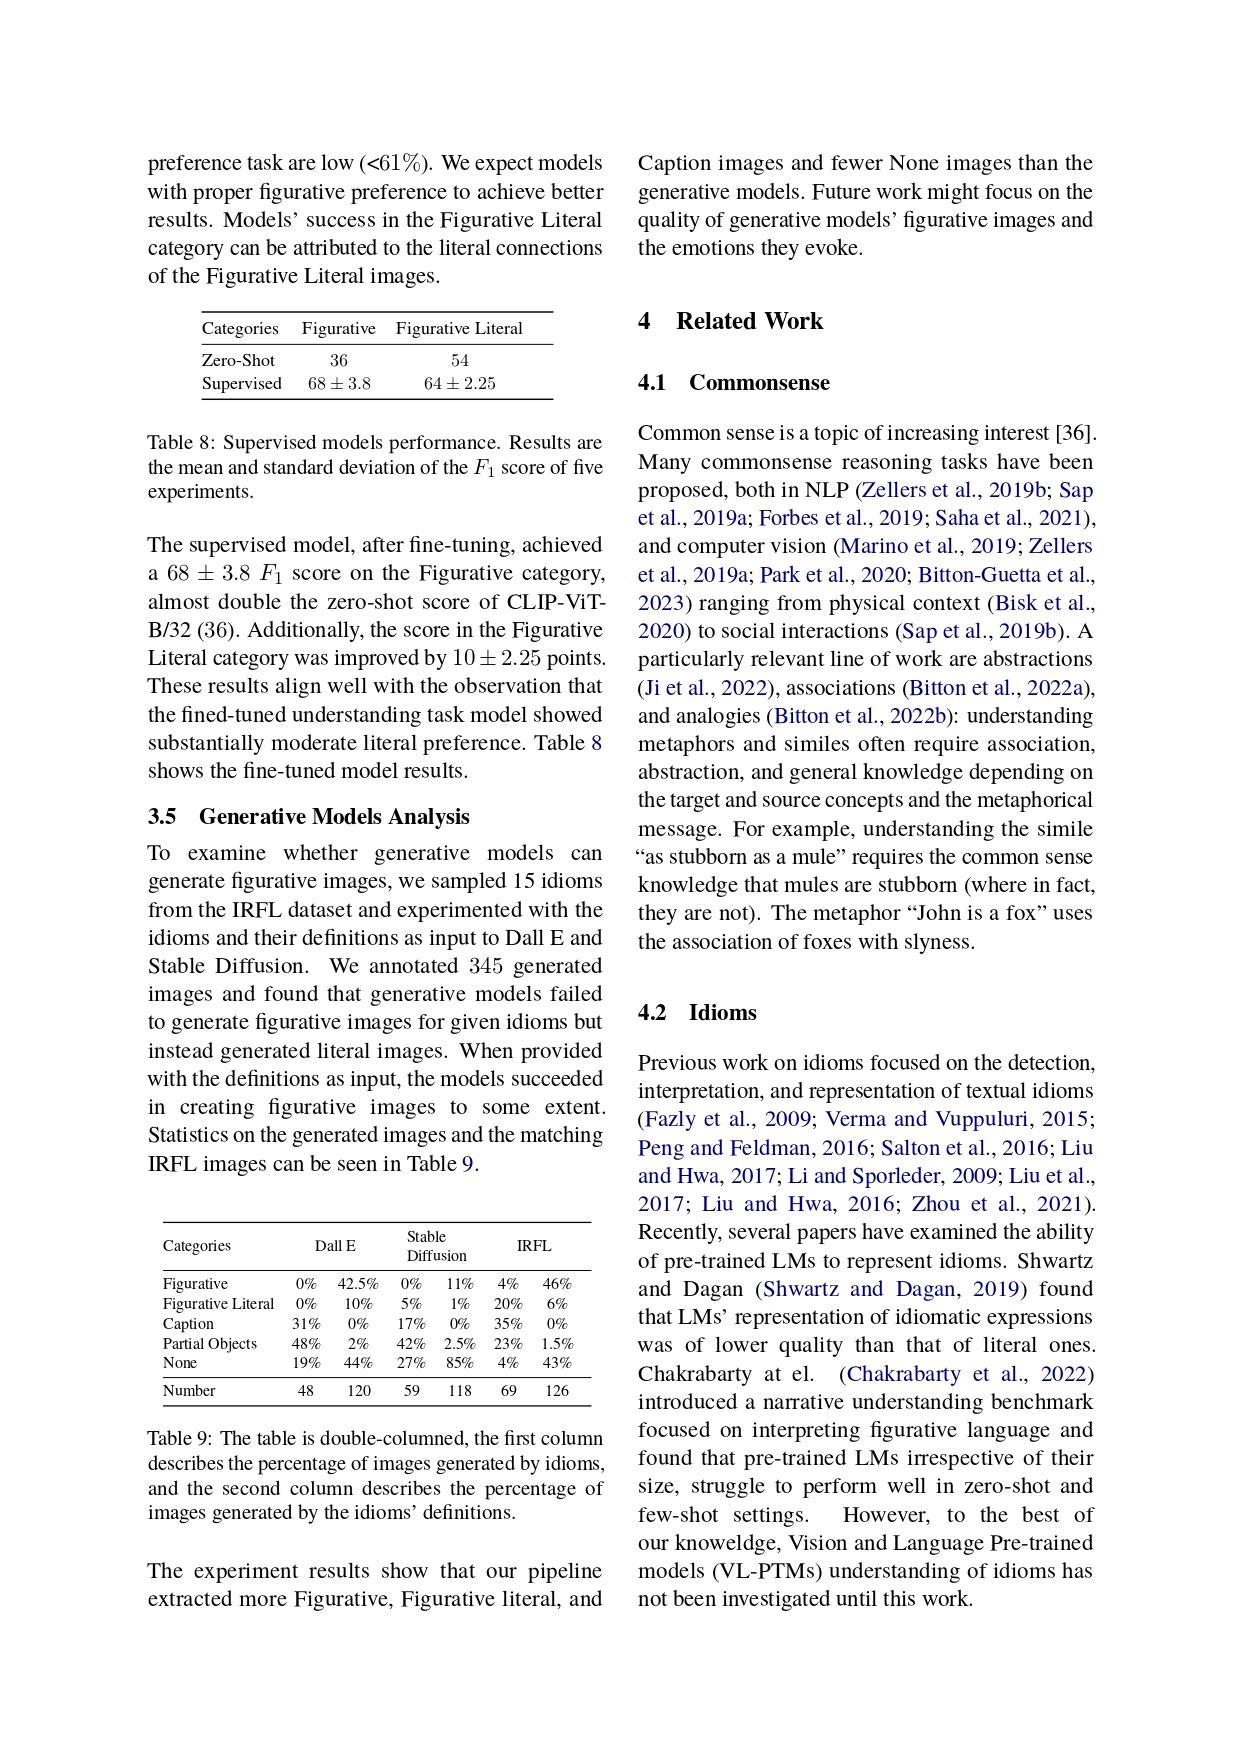 preference task are low (<61%). We expect models
with proper figurative preference to achieve better
results. Models’ success in the Figurative Literal
category can be attributed to the literal connections
of the Figurative Literal images.
Categories Figurative Figurative Literal
Zero-Shot 36 54
Supervised 68 ± 3.8 64 ± 2.25
Table 8: Supervised models performance. Results are
the mean and standard deviation of the F1 score of five
experiments.
The supervised model, after fine-tuning, achieved
a 68 ± 3.8 F1 score on the Figurative category,
almost double the zero-shot score of CLIP-ViT-
B/32 (36). Additionally, the score in the Figurative
Literal category was improved by 10 ± 2.25 points.
These results align well with the observation that
the fined-tuned understanding task model showed
substantially moderate literal preference. Table 8
shows the fine-tuned model results.
3.5 Generative Models Analysis
To examine whether generative models can
generate figurative images, we sampled 15 idioms
from the IRFL dataset and experimented with the
idioms and their definitions as input to Dall E and
Stable Diffusion. We annotated 345 generated
images and found that generative models failed
to generate figurative images for given idioms but
instead generated literal images. When provided
with the definitions as input, the models succeeded
in creating figurative images to some extent.
Statistics on the generated images and the matching
IRFL images can be seen in Table 9.
Categories Dall E Stable Diffusion IRFL
Figurative 0% 42.5% 0% 11% 4% 46%
Figurative Literal 0% 10% 5% 1% 20% 6%
Caption 31% 0% 17% 0% 35% 0%
Partial Objects 48% 2% 42% 2.5% 23% 1.5%
None 19% 44% 27% 85% 4% 43%
Number 48 120 59 118 69 126
Table 9: The table is double-columned, the first column
describes the percentage of images generated by idioms,
and the second column describes the percentage of
images generated by the idioms’ definitions.
The experiment results show that our pipeline
extracted more Figurative, Figurative literal, and
Caption images and fewer None images than the
generative models. Future work might focus on the
quality of generative models’ figurative images and
the emotions they evoke.
4 Related Work
4.1 Commonsense
Common sense is a topic of increasing interest [36].
Many commonsense reasoning tasks have been
proposed, both in NLP (Zellers et al., 2019b; Sap
et al., 2019a; Forbes et al., 2019; Saha et al., 2021),
and computer vision (Marino et al., 2019; Zellers
et al., 2019a; Park et al., 2020; Bitton-Guetta et al.,
2023) ranging from physical context (Bisk et al.,
2020) to social interactions (Sap et al., 2019b). A
particularly relevant line of work are abstractions
(Ji et al., 2022), associations (Bitton et al., 2022a),
and analogies (Bitton et al., 2022b): understanding
metaphors and similes often require association,
abstraction, and general knowledge depending on
the target and source concepts and the metaphorical
message. For example, understanding the simile
“as stubborn as a mule” requires the common sense
knowledge that mules are stubborn (where in fact,
they are not). The metaphor “John is a fox” uses
the association of foxes with slyness.
4.2 Idioms
Previous work on idioms focused on the detection,
interpretation, and representation of textual idioms
(Fazly et al., 2009; Verma and Vuppuluri, 2015;
Peng and Feldman, 2016; Salton et al., 2016; Liu
and Hwa, 2017; Li and Sporleder, 2009; Liu et al.,
2017; Liu and Hwa, 2016; Zhou et al., 2021).
Recently, several papers have examined the ability
of pre-trained LMs to represent idioms. Shwartz
and Dagan (Shwartz and Dagan, 2019) found
that LMs’ representation of idiomatic expressions
was of lower quality than that of literal ones.
Chakrabarty at el. (Chakrabarty et al., 2022)
introduced a narrative understanding benchmark
focused on interpreting figurative language and
found that pre-trained LMs irrespective of their
size, struggle to perform well in zero-shot and
few-shot settings. However, to the best of
our knoweldge, Vision and Language Pre-trained
models (VL-PTMs) understanding of idioms has
not been investigated until this work.